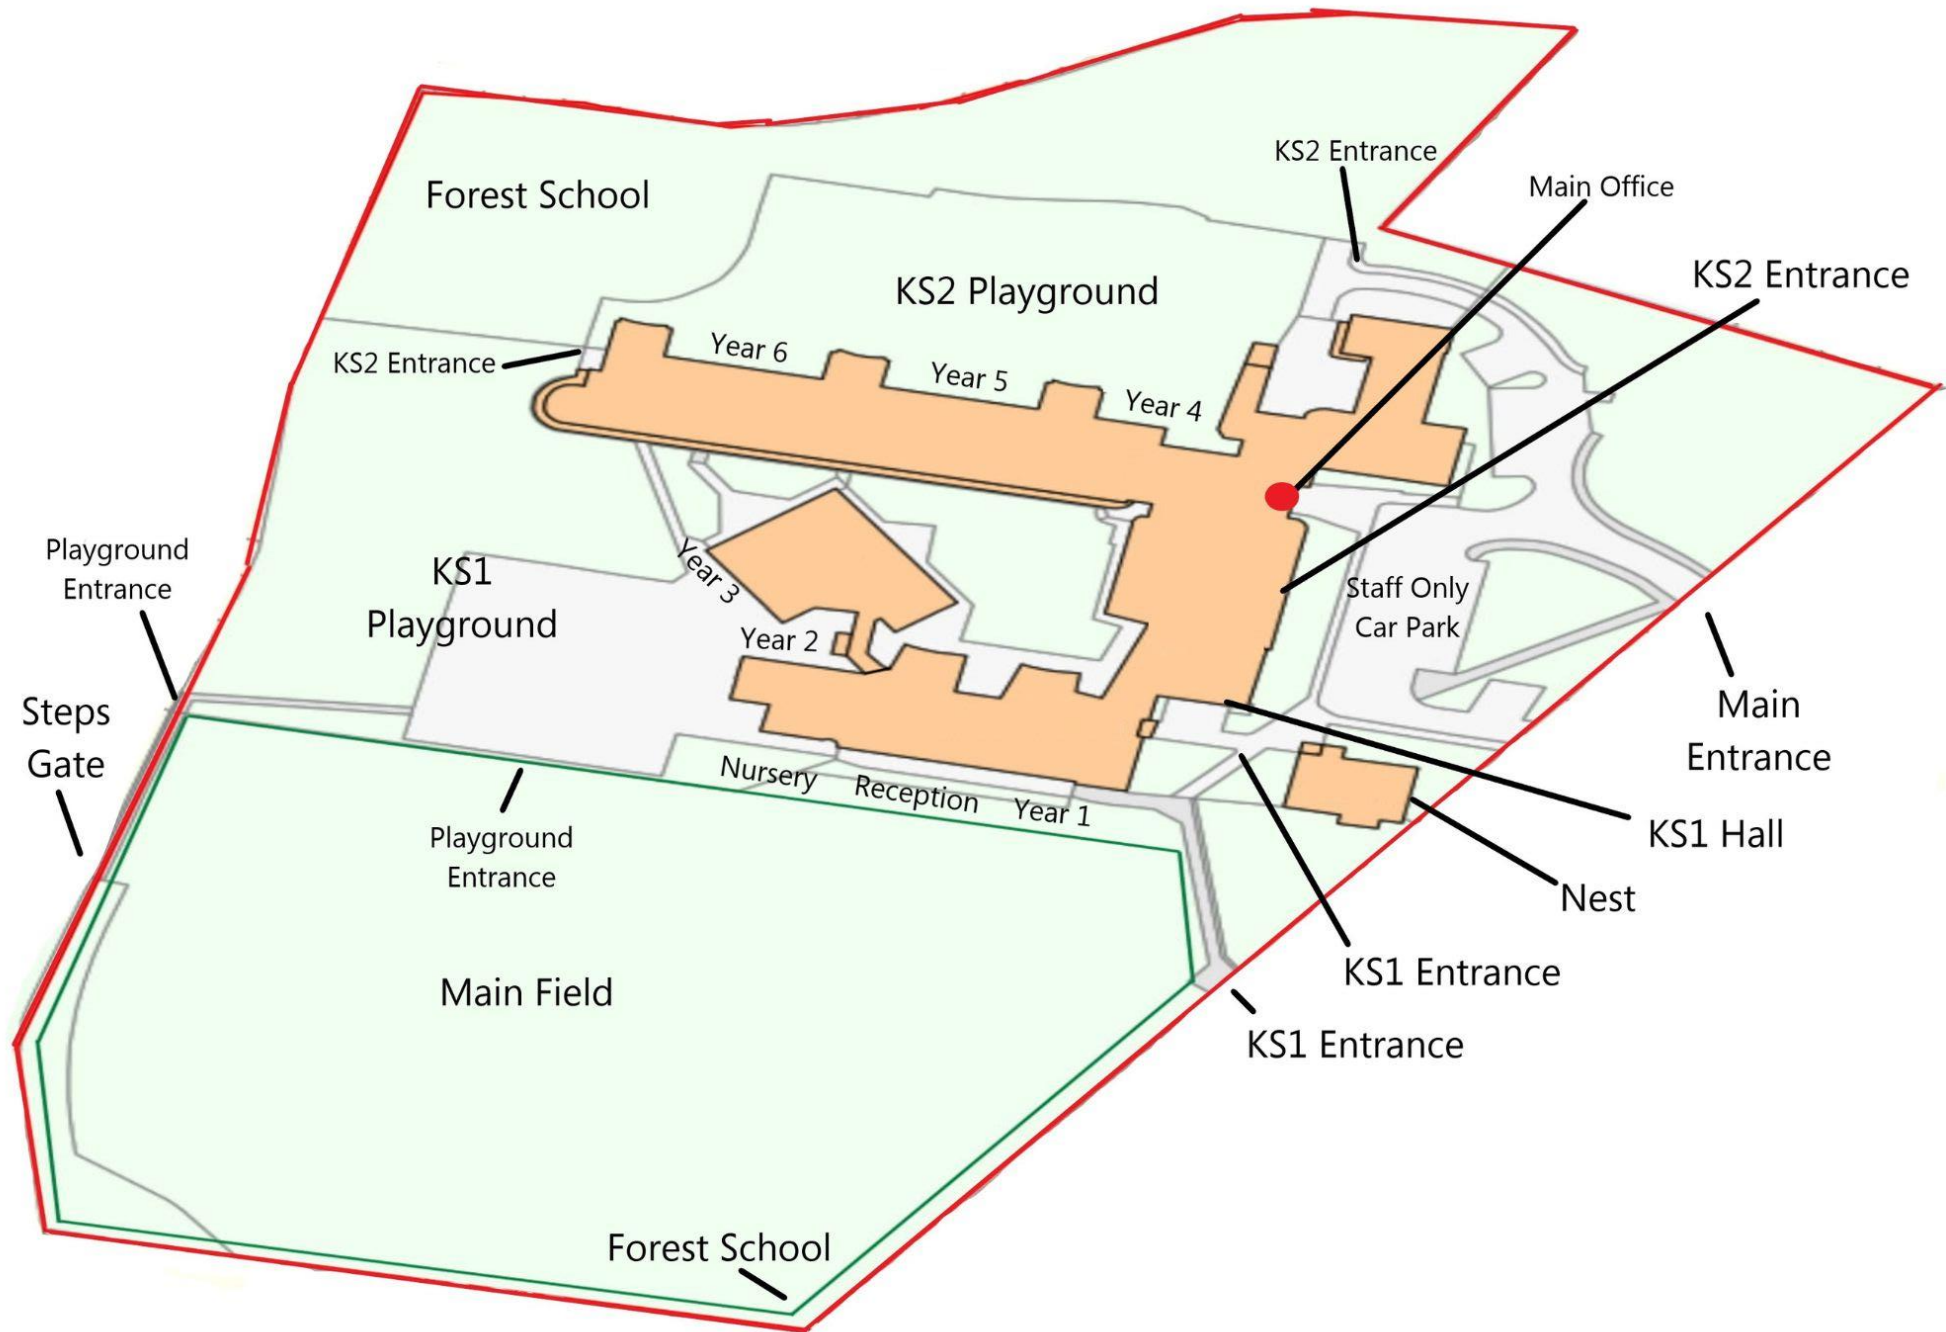 KS2 Entrance
Main Office
Forest School
KS2 Entrance
KS2 Playground
Year 6
KS2 Entrance
Year 5
Year 4
Playground
Entrance
KS1
Playground
Year 3
Staff Only
Car Park
Year 2
Steps
Gate
Main
Entrance
Nursery
Reception
Year 1
Playground
Entrance
KS1 Hall
Nest
KS1 Entrance
Main Field
KS1 Entrance
Forest School